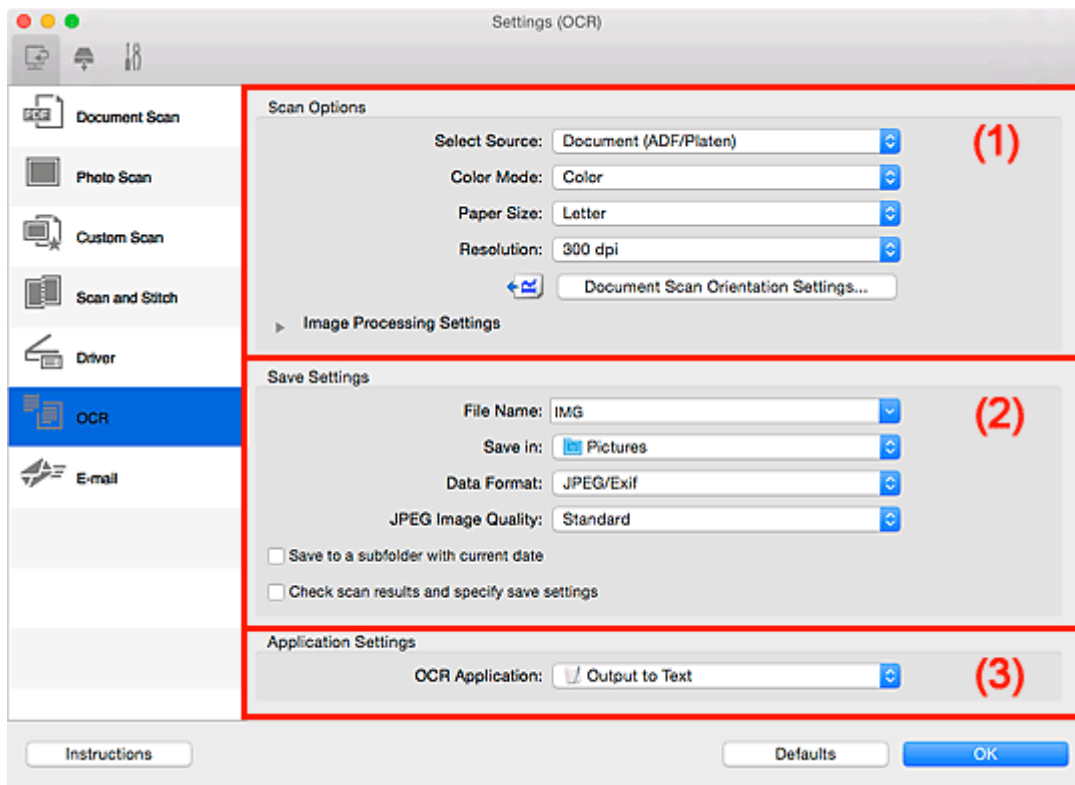 Settings (OCR)
Document Scan
Photo Scan
Custom Scan
Scan and Stitch
Driver
OCR
E-mail
Scan Options
(1)
Select Source: Document (ADF/Platen)
Color Mode: Color
Paper Size: Letter
Resolution: 300 dpi
Document Scan Orientation Settings...
Image Processing Settings
Save Settings
(2)
File Name: IMG
Save in: Pictures
Data Format: JPEG/Exif
JPEG Image Quality: Standard
Save to a subfolder with current date
Check scan results and specify save settings
Application Settings
(3)
OCR Application: Output to Text
Instructions
Defaults
OK